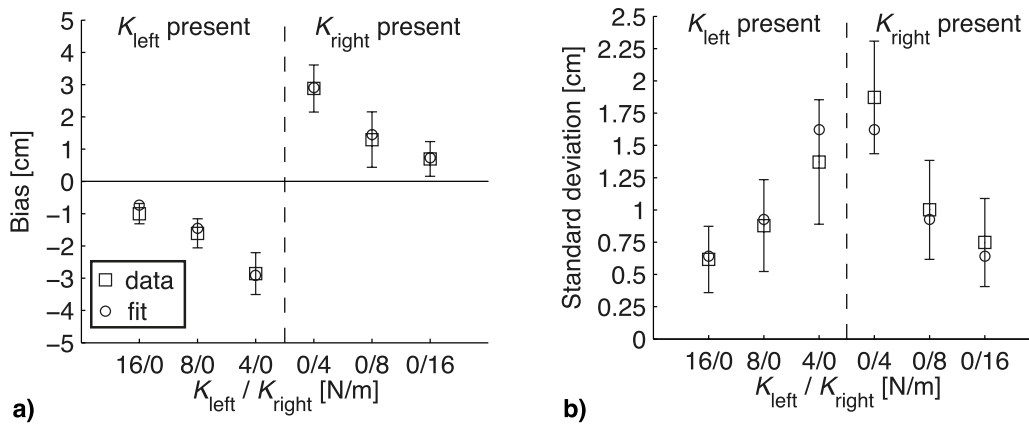 K_left present
K_right present
5
4
3
2
1
0
−1
−2
−3
−4
−5
Bias [cm]
data
fit
16/0 8/0 4/0 0/4 0/8 0/16
K_left / K_right [N/m]
a)
K_left present
K_right present
2.5
2.25
2
1.75
1.5
1.25
1
0.75
0.5
0.25
0
Standard deviation [cm]
16/0 8/0 4/0 0/4 0/8 0/16
K_left / K_right [N/m]
b)